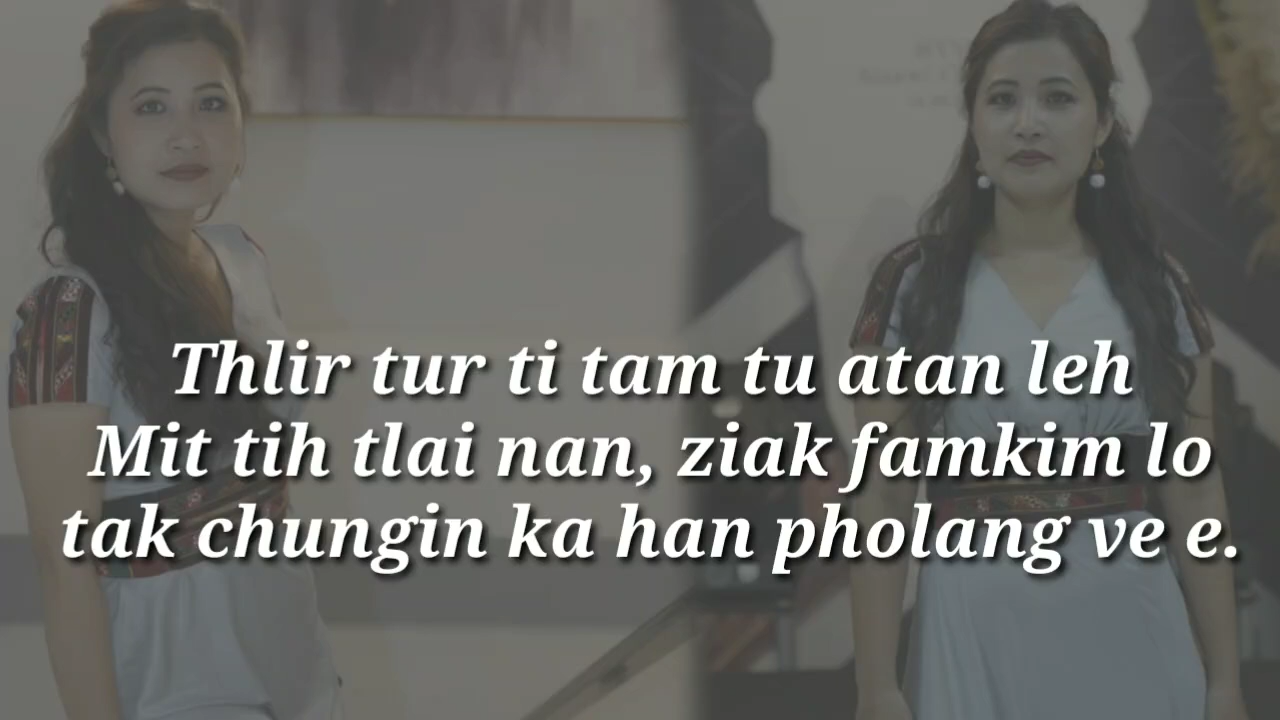 Thlir tur ti tam tu atan leh
Mit tih tlai nan, ziak famkim lo
tak chungin ka han pholang ve e.